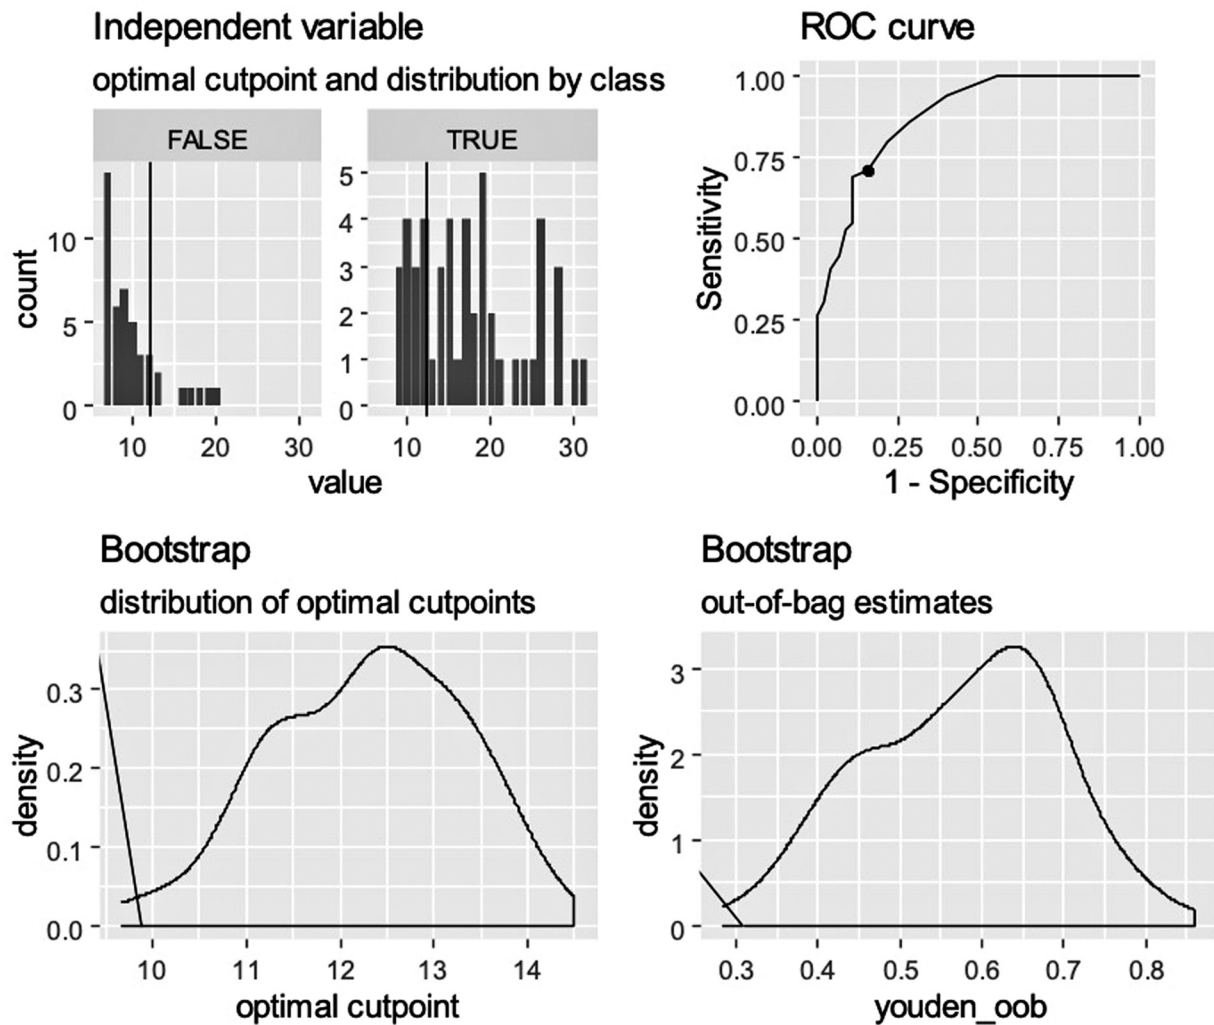 Independent variable
optimal cutpoint and distribution by class
FALSE
TRUE
count
10
5
0
5
4
3
2
1
0
10 20 30
10 20 30
value
ROC curve
Sensitivity
1.00
0.75
0.50
0.25
0.00
0.00 0.25 0.50 0.75 1.00
1 - Specificity
Bootstrap
distribution of optimal cutpoints
density
0.3
0.2
0.1
0.0
10 11 12 13 14
optimal cutpoint
Bootstrap
out-of-bag estimates
density
3
2
1
0
0.3 0.4 0.5 0.6 0.7 0.8
youden_oob